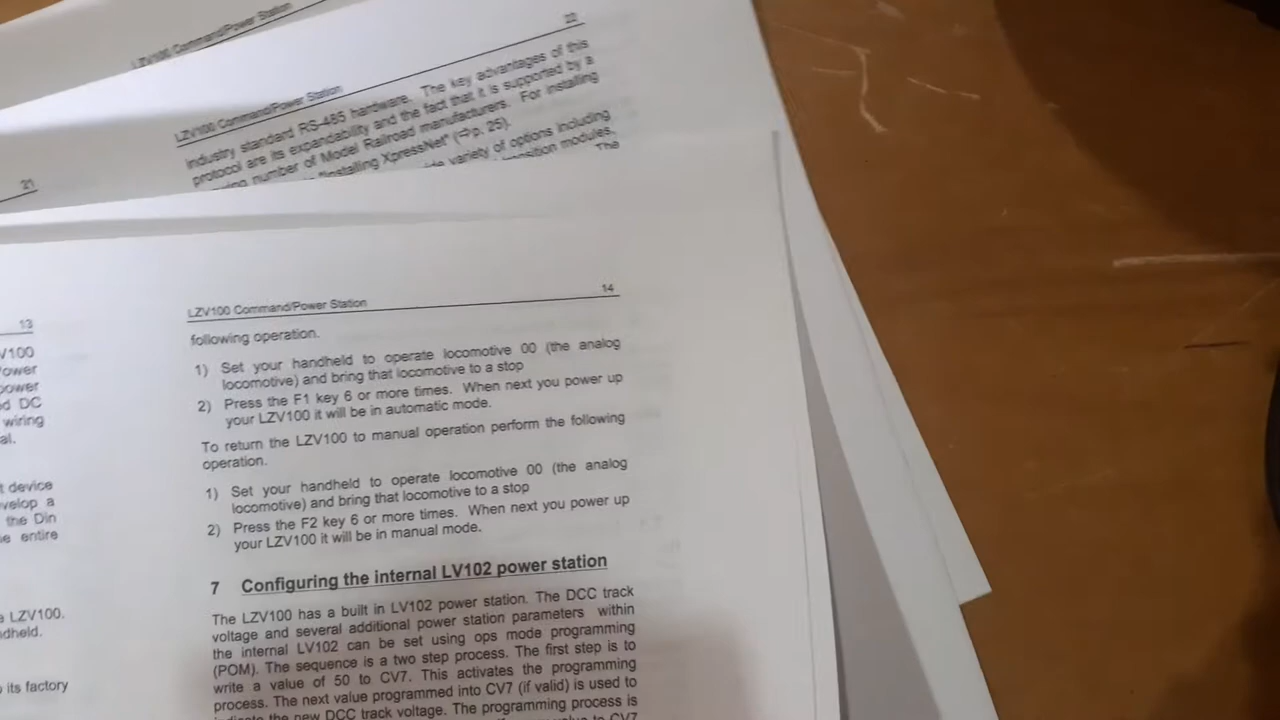 LZV100 Command/Power Station
22
LZV100 Command/Power Station
industry standard RS-485 hardware. The key advantages of this
protocol are its expandability and the fact that it is supported by a
number of Model Railroad manufacturers. For installing
"Installing XpressNet" (⇨p. 25).
variety of options including
modules.
The
21
13
V100
ower
power
d DC
wiring
al.
t device
velop a
the Din
e entire
LZV100.
ndheld.
its factory
LZV100 Command/Power Station
14
following operation.
1) Set your handheld to operate locomotive 00 (the analog
locomotive) and bring that locomotive to a stop
2) Press the F1 key 6 or more times. When next you power up
your LZV100 it will be in automatic mode.
To return the LZV100 to manual operation perform the following
operation.
1) Set your handheld to operate locomotive 00 (the analog
locomotive) and bring that locomotive to a stop
2) Press the F2 key 6 or more times. When next you power up
your LZV100 it will be in manual mode.
7 Configuring the internal LV102 power station
The LZV100 has a built in LV102 power station. The DCC track
voltage and several additional power station parameters within
the internal LV102 can be set using ops mode programming
(POM). The sequence is a two step process. The first step is to
write a value of 50 to CV7. This activates the programming
process. The next value programmed into CV7 (if valid) is used to
the new DCC track voltage. The programming process is
value to CV7